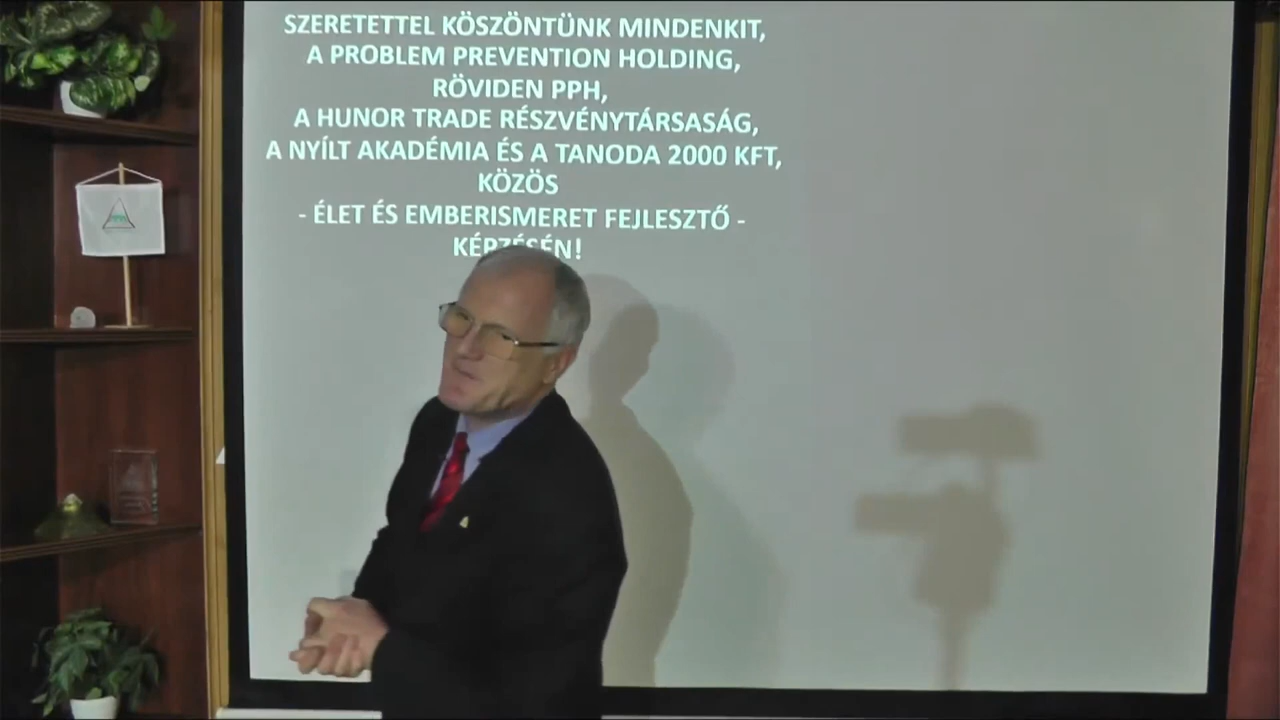 SZERETETTEL KÖSZÖNTÜNK MINDENKIT,
A PROBLEM PREVENTION HOLDING,
RÖVIDEN PPH,
A HUNOR TRADE RÉSZVÉNYTÁRSASÁG,
A NYÍLT AKADÉMIA ÉS A TANODA 2000 KFT,
KÖZÖS
- ÉLET ÉS EMBERISMERET FEJLESZTŐ -
KÉPZÉSÉN!